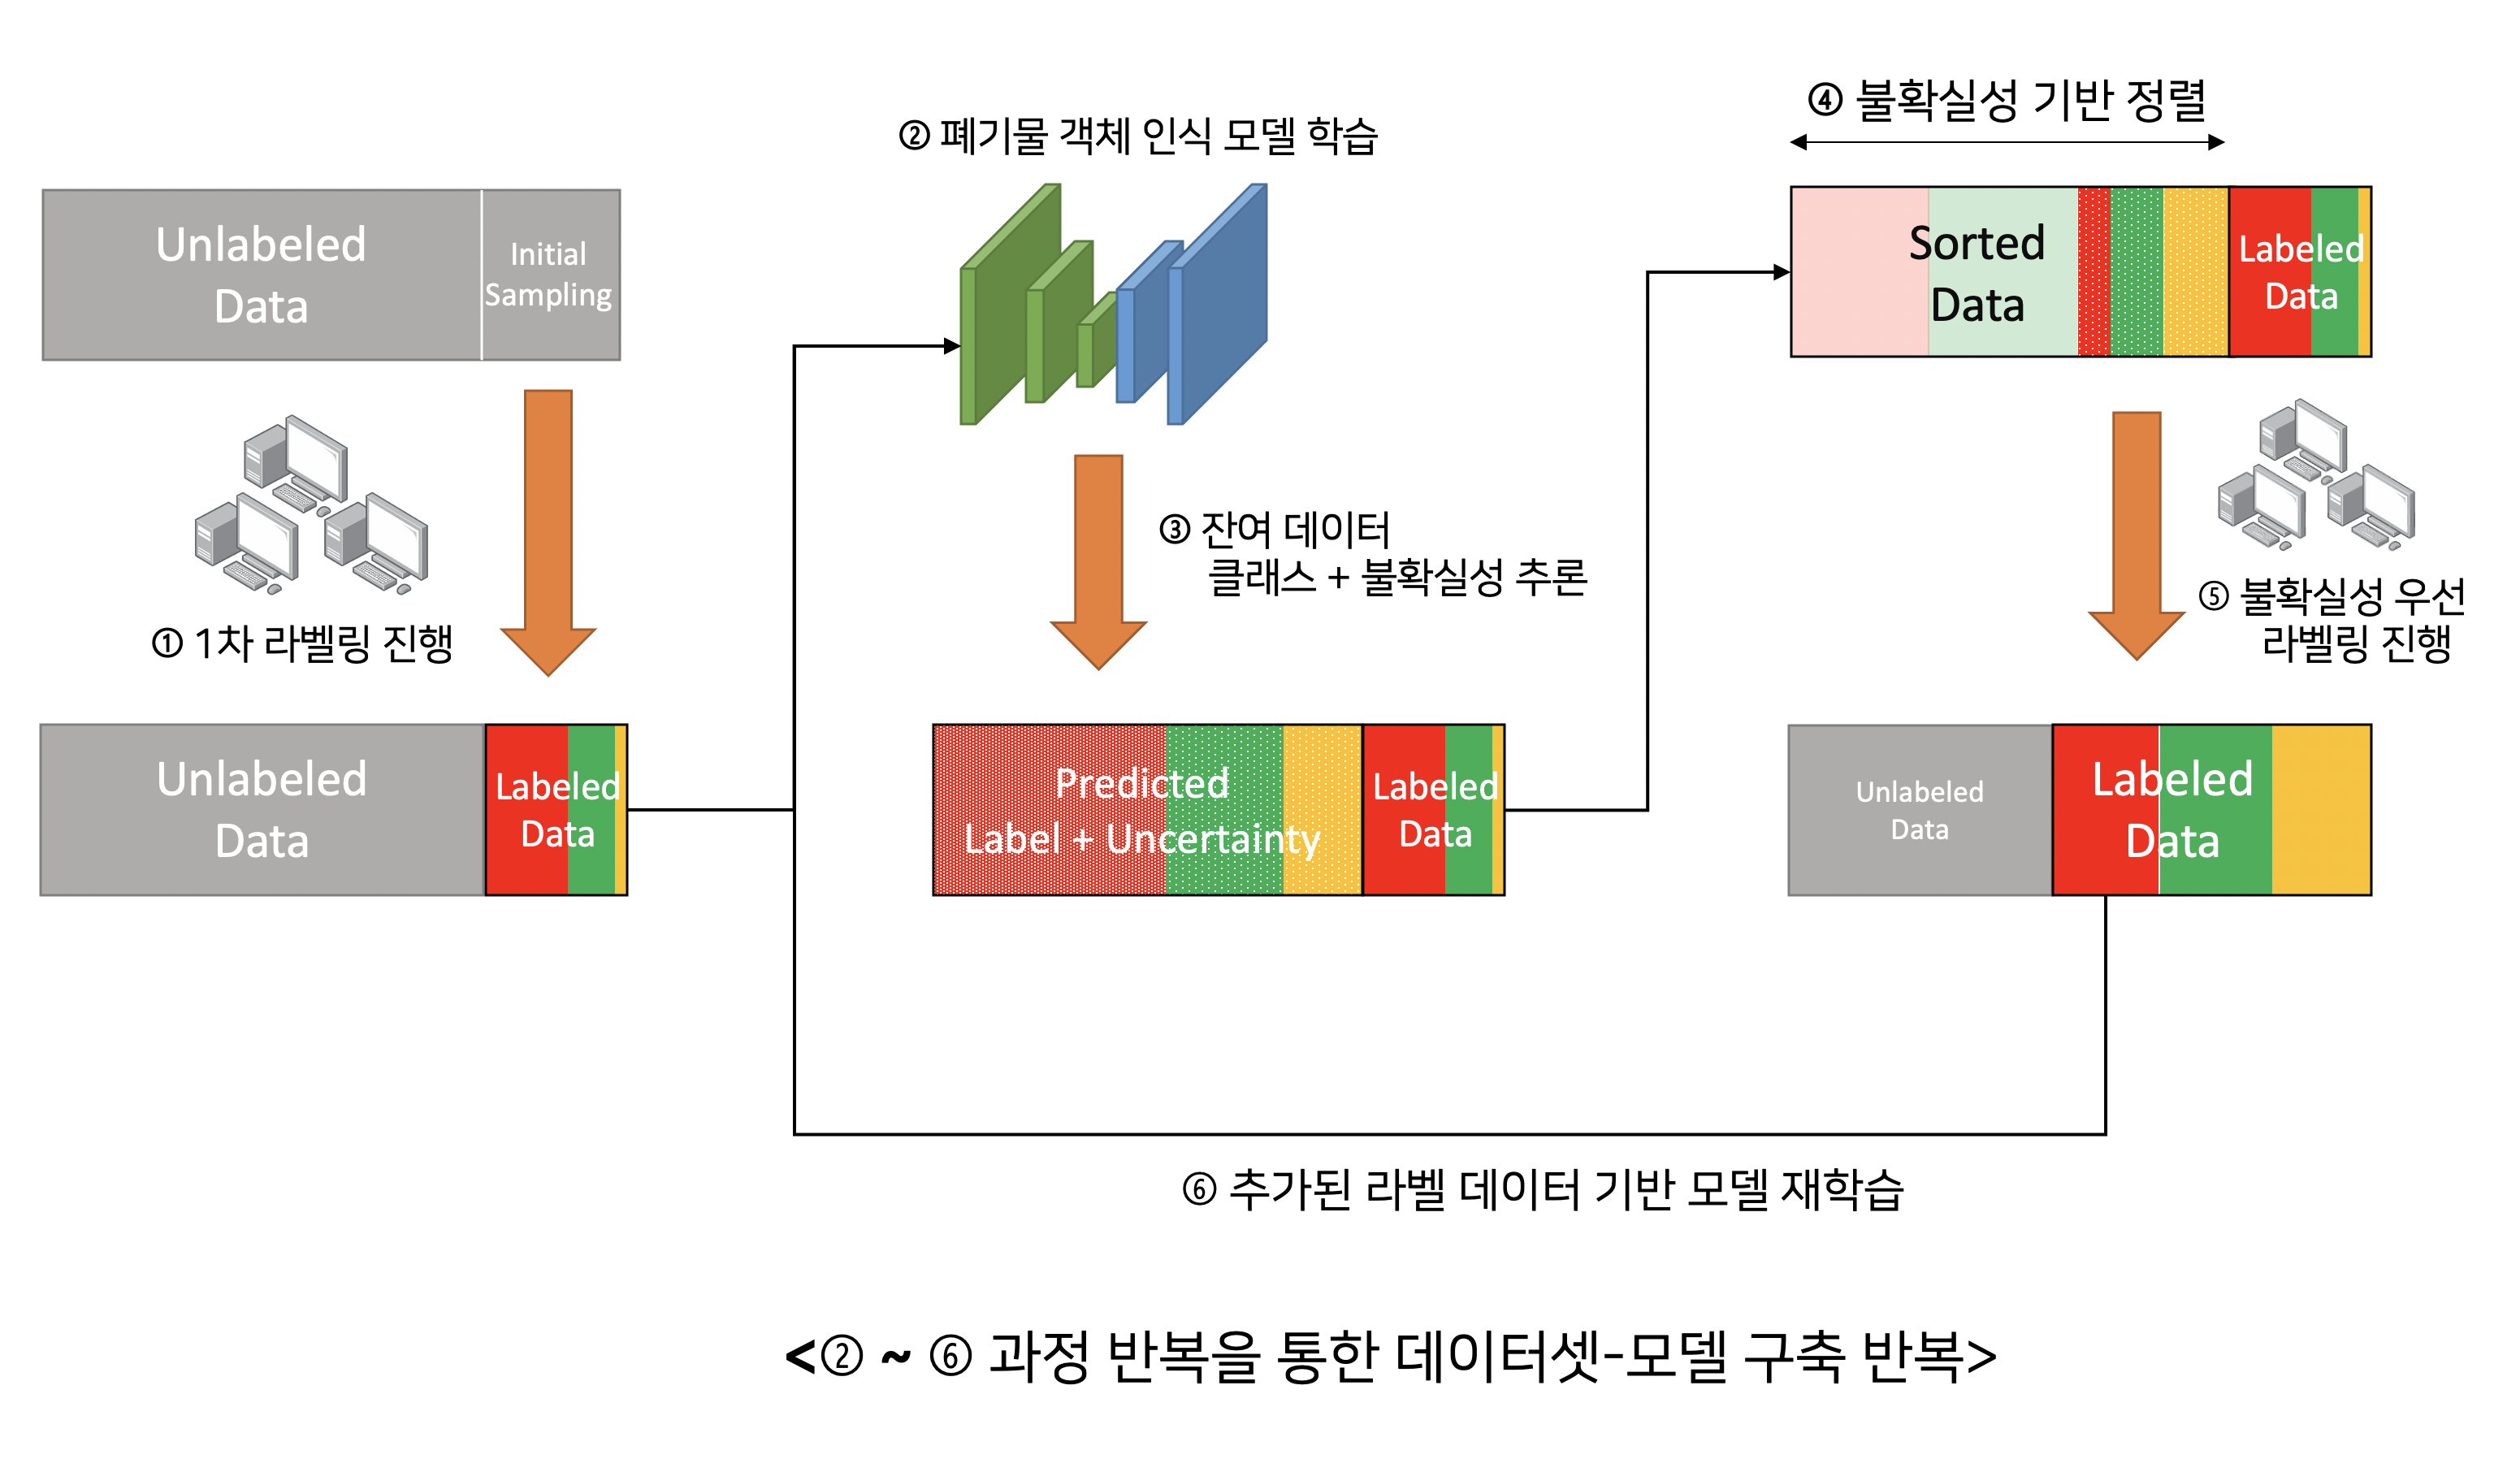 Unlabeled
Data
Initial
Sampling
① 1차 라벨링 진행
Unlabeled
Data
Labeled
Data
② 폐기물 객체 인식 모델 학습
③ 잔여 데이터
클래스 + 불확실성 추론
Predicted
Label + Uncertainty
Labeled
Data
④ 불확실성 기반 정렬
Sorted
Data
Labeled
Data
⑤ 불확실성 우선
라벨링 진행
Unlabeled
Data
Labeled
Data
⑥ 추가된 라벨 데이터 기반 모델 재학습
<② ~ ⑥ 과정 반복을 통한 데이터셋-모델 구축 반복>